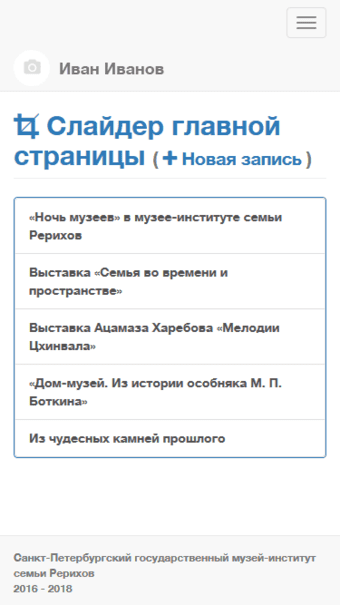 Иван Иванов
Слайдер главной
страницы ( + Новая запись )
«Ночь музеев» в музее-институте семьи
Рерихов
Выставка «Семья во времени и
пространстве»
Выставка Ацамаза Харебова «Мелодии
Цхинвала»
«Дом-музей. Из истории особняка М. П.
Боткина»
Из чудесных камней прошлого
Санкт-Петербургский государственный музей-институт
семьи Рерихов
2016 - 2018